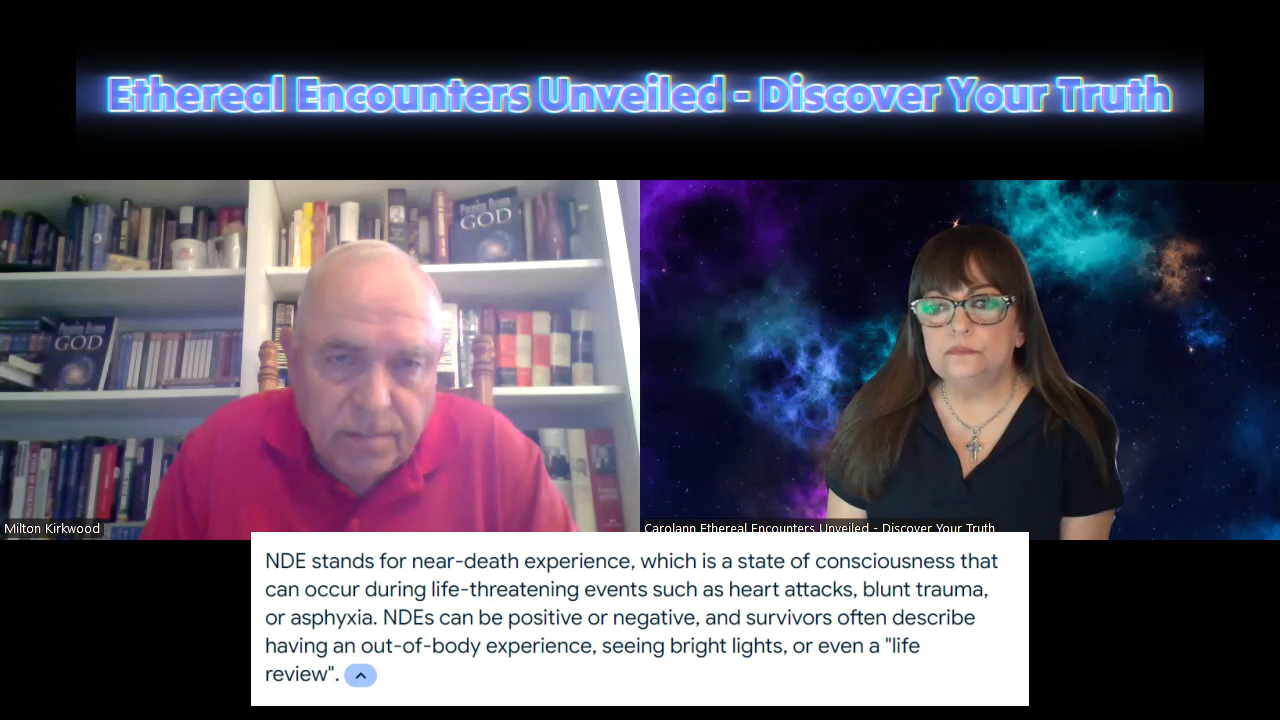 Ethereal Encounters Unveiled - Discover Your Truth
GOD
GOD
Milton Kirkwood
Carolann Ethereal Encounters Unveiled - Discover Your Truth
NDE stands for near-death experience, which is a state of consciousness that
can occur during life-threatening events such as heart attacks, blunt trauma,
or asphyxia. NDEs can be positive or negative, and survivors often describe
having an out-of-body experience, seeing bright lights, or even a "life
review".